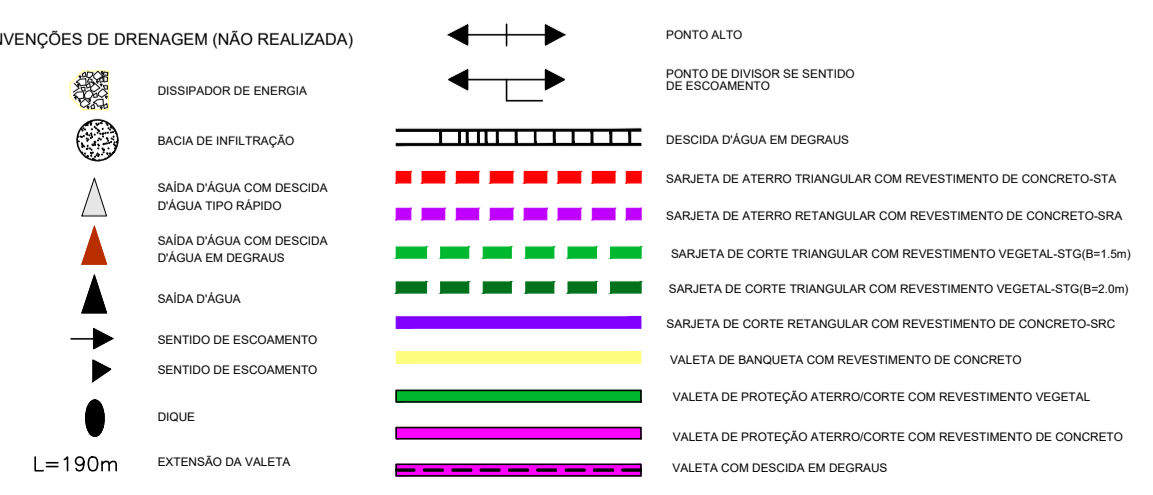 NVENÇÕES DE DRENAGEM (NÃO REALIZADA)
DISSIPADOR DE ENERGIA
BACIA DE INFILTRAÇÃO
SAÍDA D'ÁGUA COM DESCIDA
D'ÁGUA TIPO RÁPIDO
SAÍDA D'ÁGUA COM DESCIDA
D'ÁGUA EM DEGRAUS
SAÍDA D'ÁGUA
SENTIDO DE ESCOAMENTO
SENTIDO DE ESCOAMENTO
DIQUE
L=190m
EXTENSÃO DA VALETA
PONTO ALTO
PONTO DE DIVISOR SE SENTIDO
DE ESCOAMENTO
DESCIDA D'ÁGUA EM DEGRAUS
SARJETA DE ATERRO TRIANGULAR COM REVESTIMENTO DE CONCRETO-STA
SARJETA DE ATERRO RETANGULAR COM REVESTIMENTO DE CONCRETO-SRA
SARJETA DE CORTE TRIANGULAR COM REVESTIMENTO VEGETAL-STG(B=1.5m)
SARJETA DE CORTE TRIANGULAR COM REVESTIMENTO VEGETAL-STG(B=2.0m)
SARJETA DE CORTE RETANGULAR COM REVESTIMENTO DE CONCRETO-SRC
VALETA DE BANQUETA COM REVESTIMENTO DE CONCRETO
VALETA DE PROTEÇÃO ATERRO/CORTE COM REVESTIMENTO VEGETAL
VALETA DE PROTEÇÃO ATERRO/CORTE COM REVESTIMENTO DE CONCRETO
VALETA COM DESCIDA EM DEGRAUS